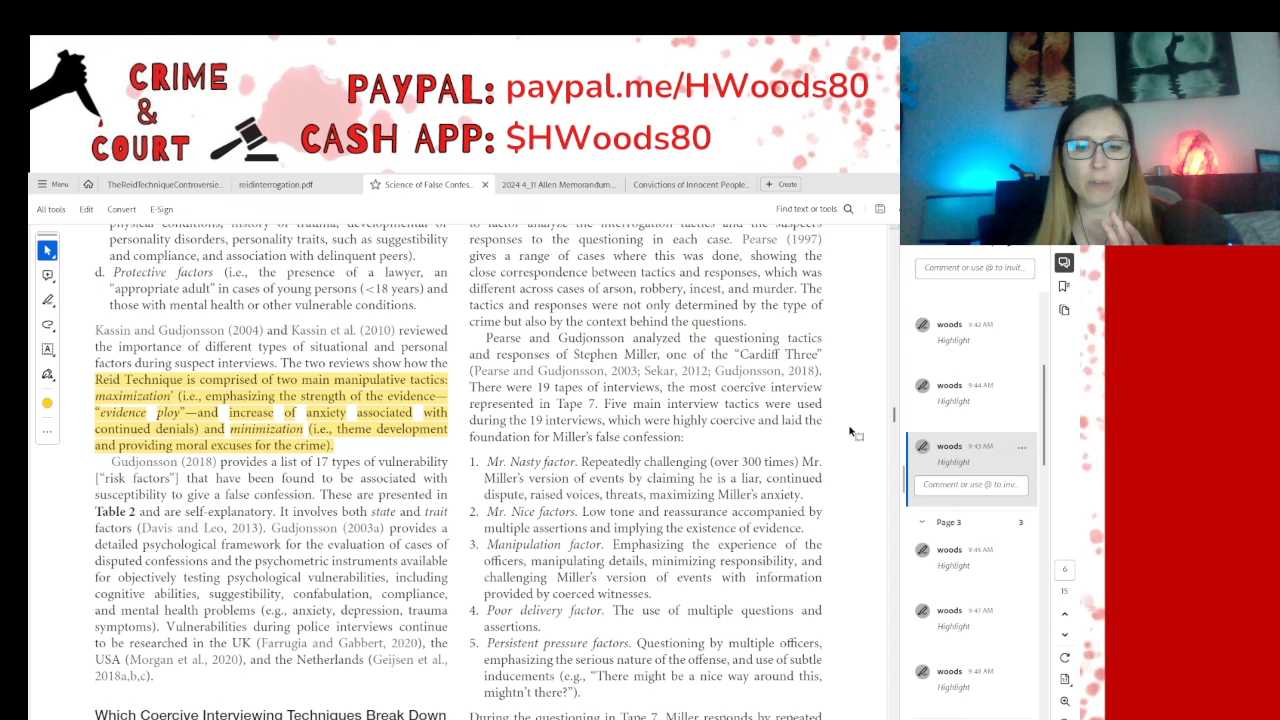 CRIME
&
COURT
PAYPAL: paypal.me/HWoods80
CASH APP: $HWoods80
Menu
TheReidTechniqueControversie...
reidinterrogation.pdf
Science of False Confes...
2024 4_11 Allen Memorandum...
Convictions of Innocent People...
Create
All tools
Edit
Convert
E-Sign
Find text or tools
physical conditions, history of trauma, developmental or
personality disorders, personality traits, such as suggestibility
and compliance, and association with delinquent peers).
d. Protective factors (i.e., the presence of a lawyer, an
“appropriate adult” in cases of young persons (<18 years) and
those with mental health or other vulnerable conditions.
Kassin and Gudjonsson (2004) and Kassin et al. (2010) reviewed
the importance of different types of situational and personal
factors during suspect interviews. The two reviews show how the
Reid Technique is comprised of two main manipulative tactics:
maximization’ (i.e., emphasizing the strength of the evidence—
“evidence ploy”—and increase of anxiety associated with
continued denials) and minimization (i.e., theme development
and providing moral excuses for the crime).
Gudjonsson (2018) provides a list of 17 types of vulnerability
[“risk factors”] that have been found to be associated with
susceptibility to give a false confession. These are presented in
Table 2 and are self-explanatory. It involves both state and trait
factors (Davis and Leo, 2013). Gudjonsson (2003a) provides a
detailed psychological framework for the evaluation of cases of
disputed confessions and the psychometric instruments available
for objectively testing psychological vulnerabilities, including
cognitive abilities, suggestibility, confabulation, compliance,
and mental health problems (e.g., anxiety, depression, trauma
symptoms). Vulnerabilities during police interviews continue
to be researched in the UK (Farrugia and Gabbert, 2020), the
USA (Morgan et al., 2020), and the Netherlands (Geijsen et al.,
2018a,b,c).
Which Coercive Interviewing Techniques Break Down
to factor analyze the interrogation tactics and the suspects
responses to the questioning in each case. Pearse (1997)
gives a range of cases where this was done, showing the
close correspondence between tactics and responses, which was
different across cases of arson, robbery, incest, and murder. The
tactics and responses were not only determined by the type of
crime but also by the context behind the questions.
Pearse and Gudjonsson analyzed the questioning tactics
and responses of Stephen Miller, one of the “Cardiff Three”
(Pearse and Gudjonsson, 2003; Sekar, 2012; Gudjonsson, 2018).
There were 19 tapes of interviews, the most coercive interview
represented in Tape 7. Five main interview tactics were used
during the 19 interviews, which were highly coercive and laid the
foundation for Miller’s false confession:
1. Mr. Nasty factor. Repeatedly challenging (over 300 times) Mr.
Miller’s version of events by claiming he is a liar, continued
dispute, raised voices, threats, maximizing Miller’s anxiety.
2. Mr. Nice factors. Low tone and reassurance accompanied by
multiple assertions and implying the existence of evidence.
3. Manipulation factor. Emphasizing the experience of the
officers, manipulating details, minimizing responsibility, and
challenging Miller’s version of events with information
provided by coerced witnesses.
4. Poor delivery factor. The use of multiple questions and
assertions.
5. Persistent pressure factors. Questioning by multiple officers,
emphasizing the serious nature of the offense, and use of subtle
inducements (e.g., “There might be a nice way around this,
mightn’t there?”).
During the questioning in Tape 7, Miller responds by repeated
Comment or use @ to invit...
woods 9:42 AM
Highlight
woods 9:44 AM
Highlight
woods 9:43 AM
Highlight
Comment or use @ to inv...
Page 3 3
woods 9:45 AM
Highlight
woods 9:47 AM
Highlight
woods 9:48 AM
Highlight
6
15